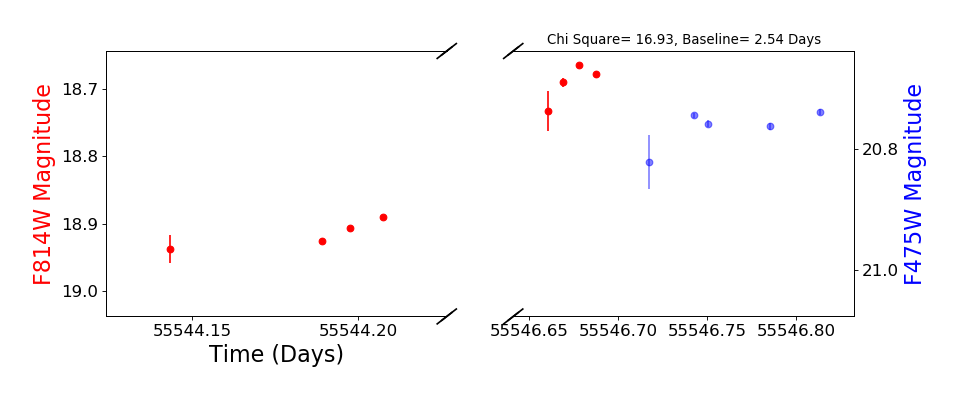 Chi Square= 16.93, Baseline= 2.54 Days
F814W Magnitude
18.7
18.8
18.9
19.0
20.8
21.0
F475W Magnitude
55544.15 55544.20 55546.65 55546.70 55546.75 55546.80
Time (Days)